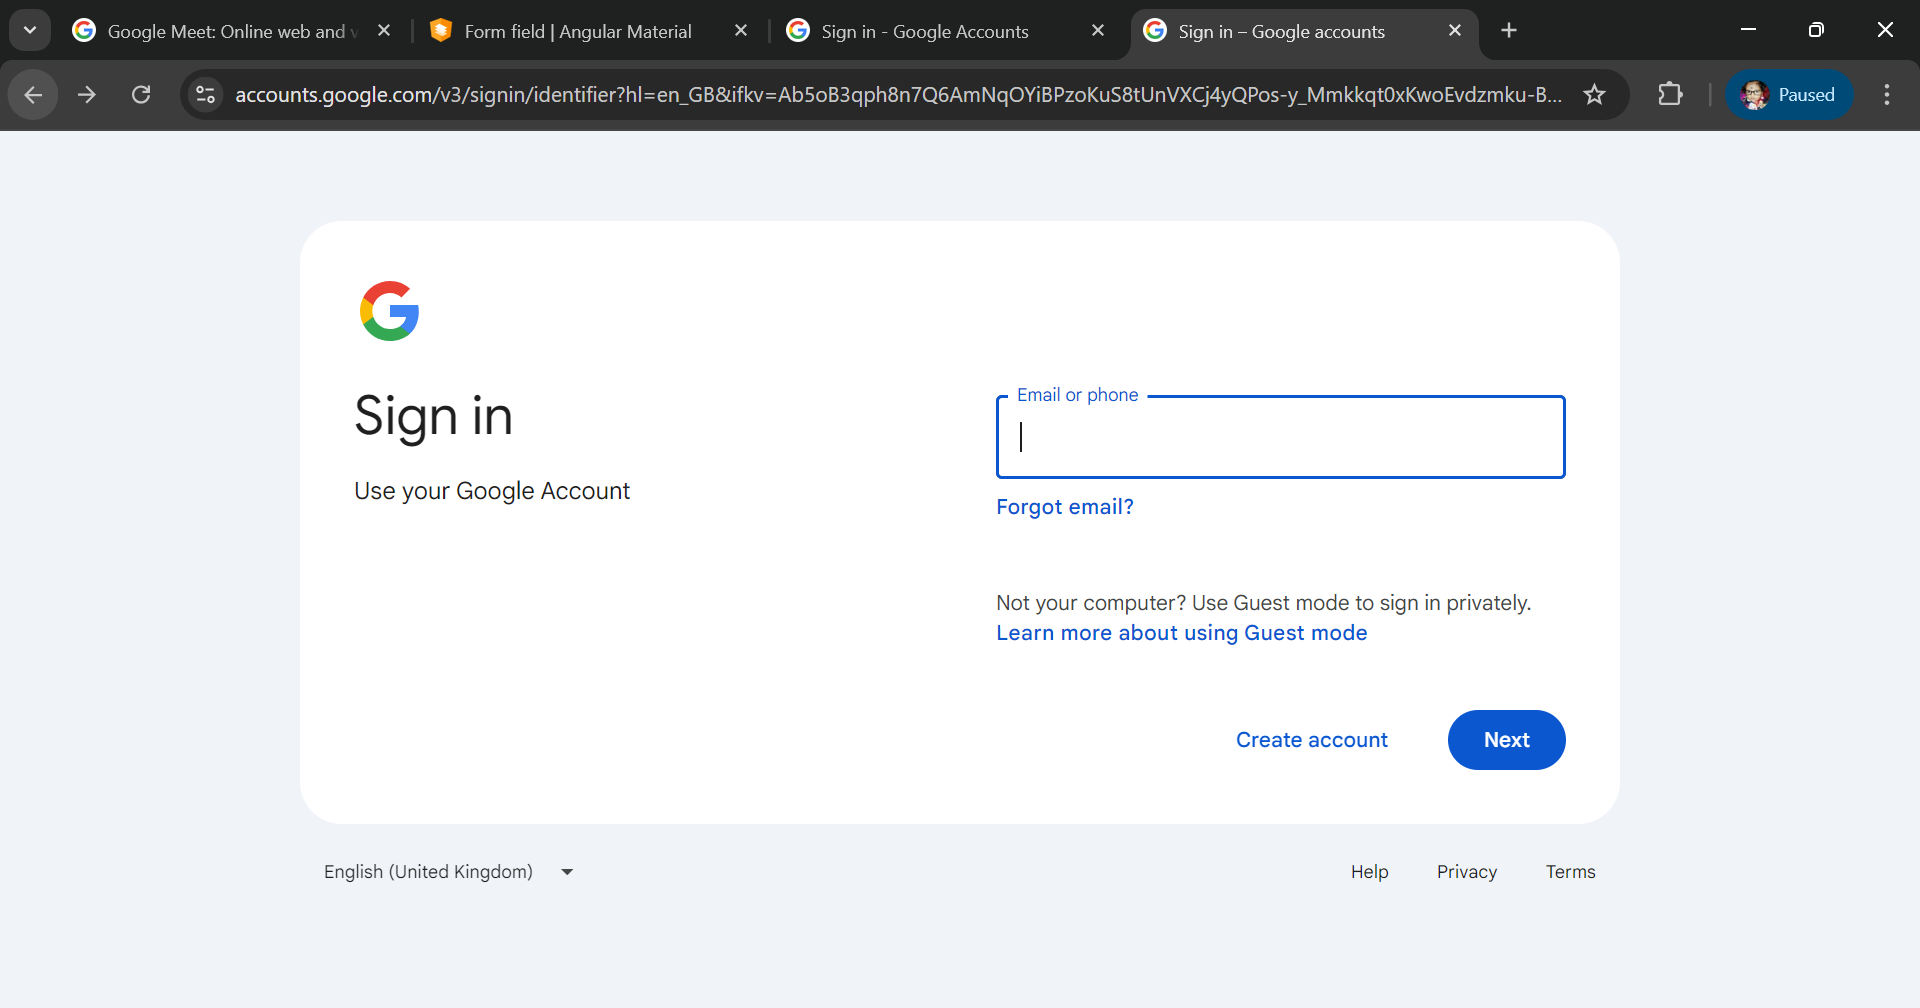 Google Meet: Online web and v
Form field | Angular Material
Sign in - Google Accounts
Sign in – Google accounts
accounts.google.com/v3/signin/identifier?hl=en_GB&ifkv=Ab5oB3qph8n7Q6AmNqOYiBPzoKuS8tUnVXCj4yQPos-y_Mmkkqt0xKwoEvdzmku-B...
Paused
Sign in
Use your Google Account
Email or phone
Forgot email?
Not your computer? Use Guest mode to sign in privately.
Learn more about using Guest mode
Create account
Next
English (United Kingdom)
Help
Privacy
Terms